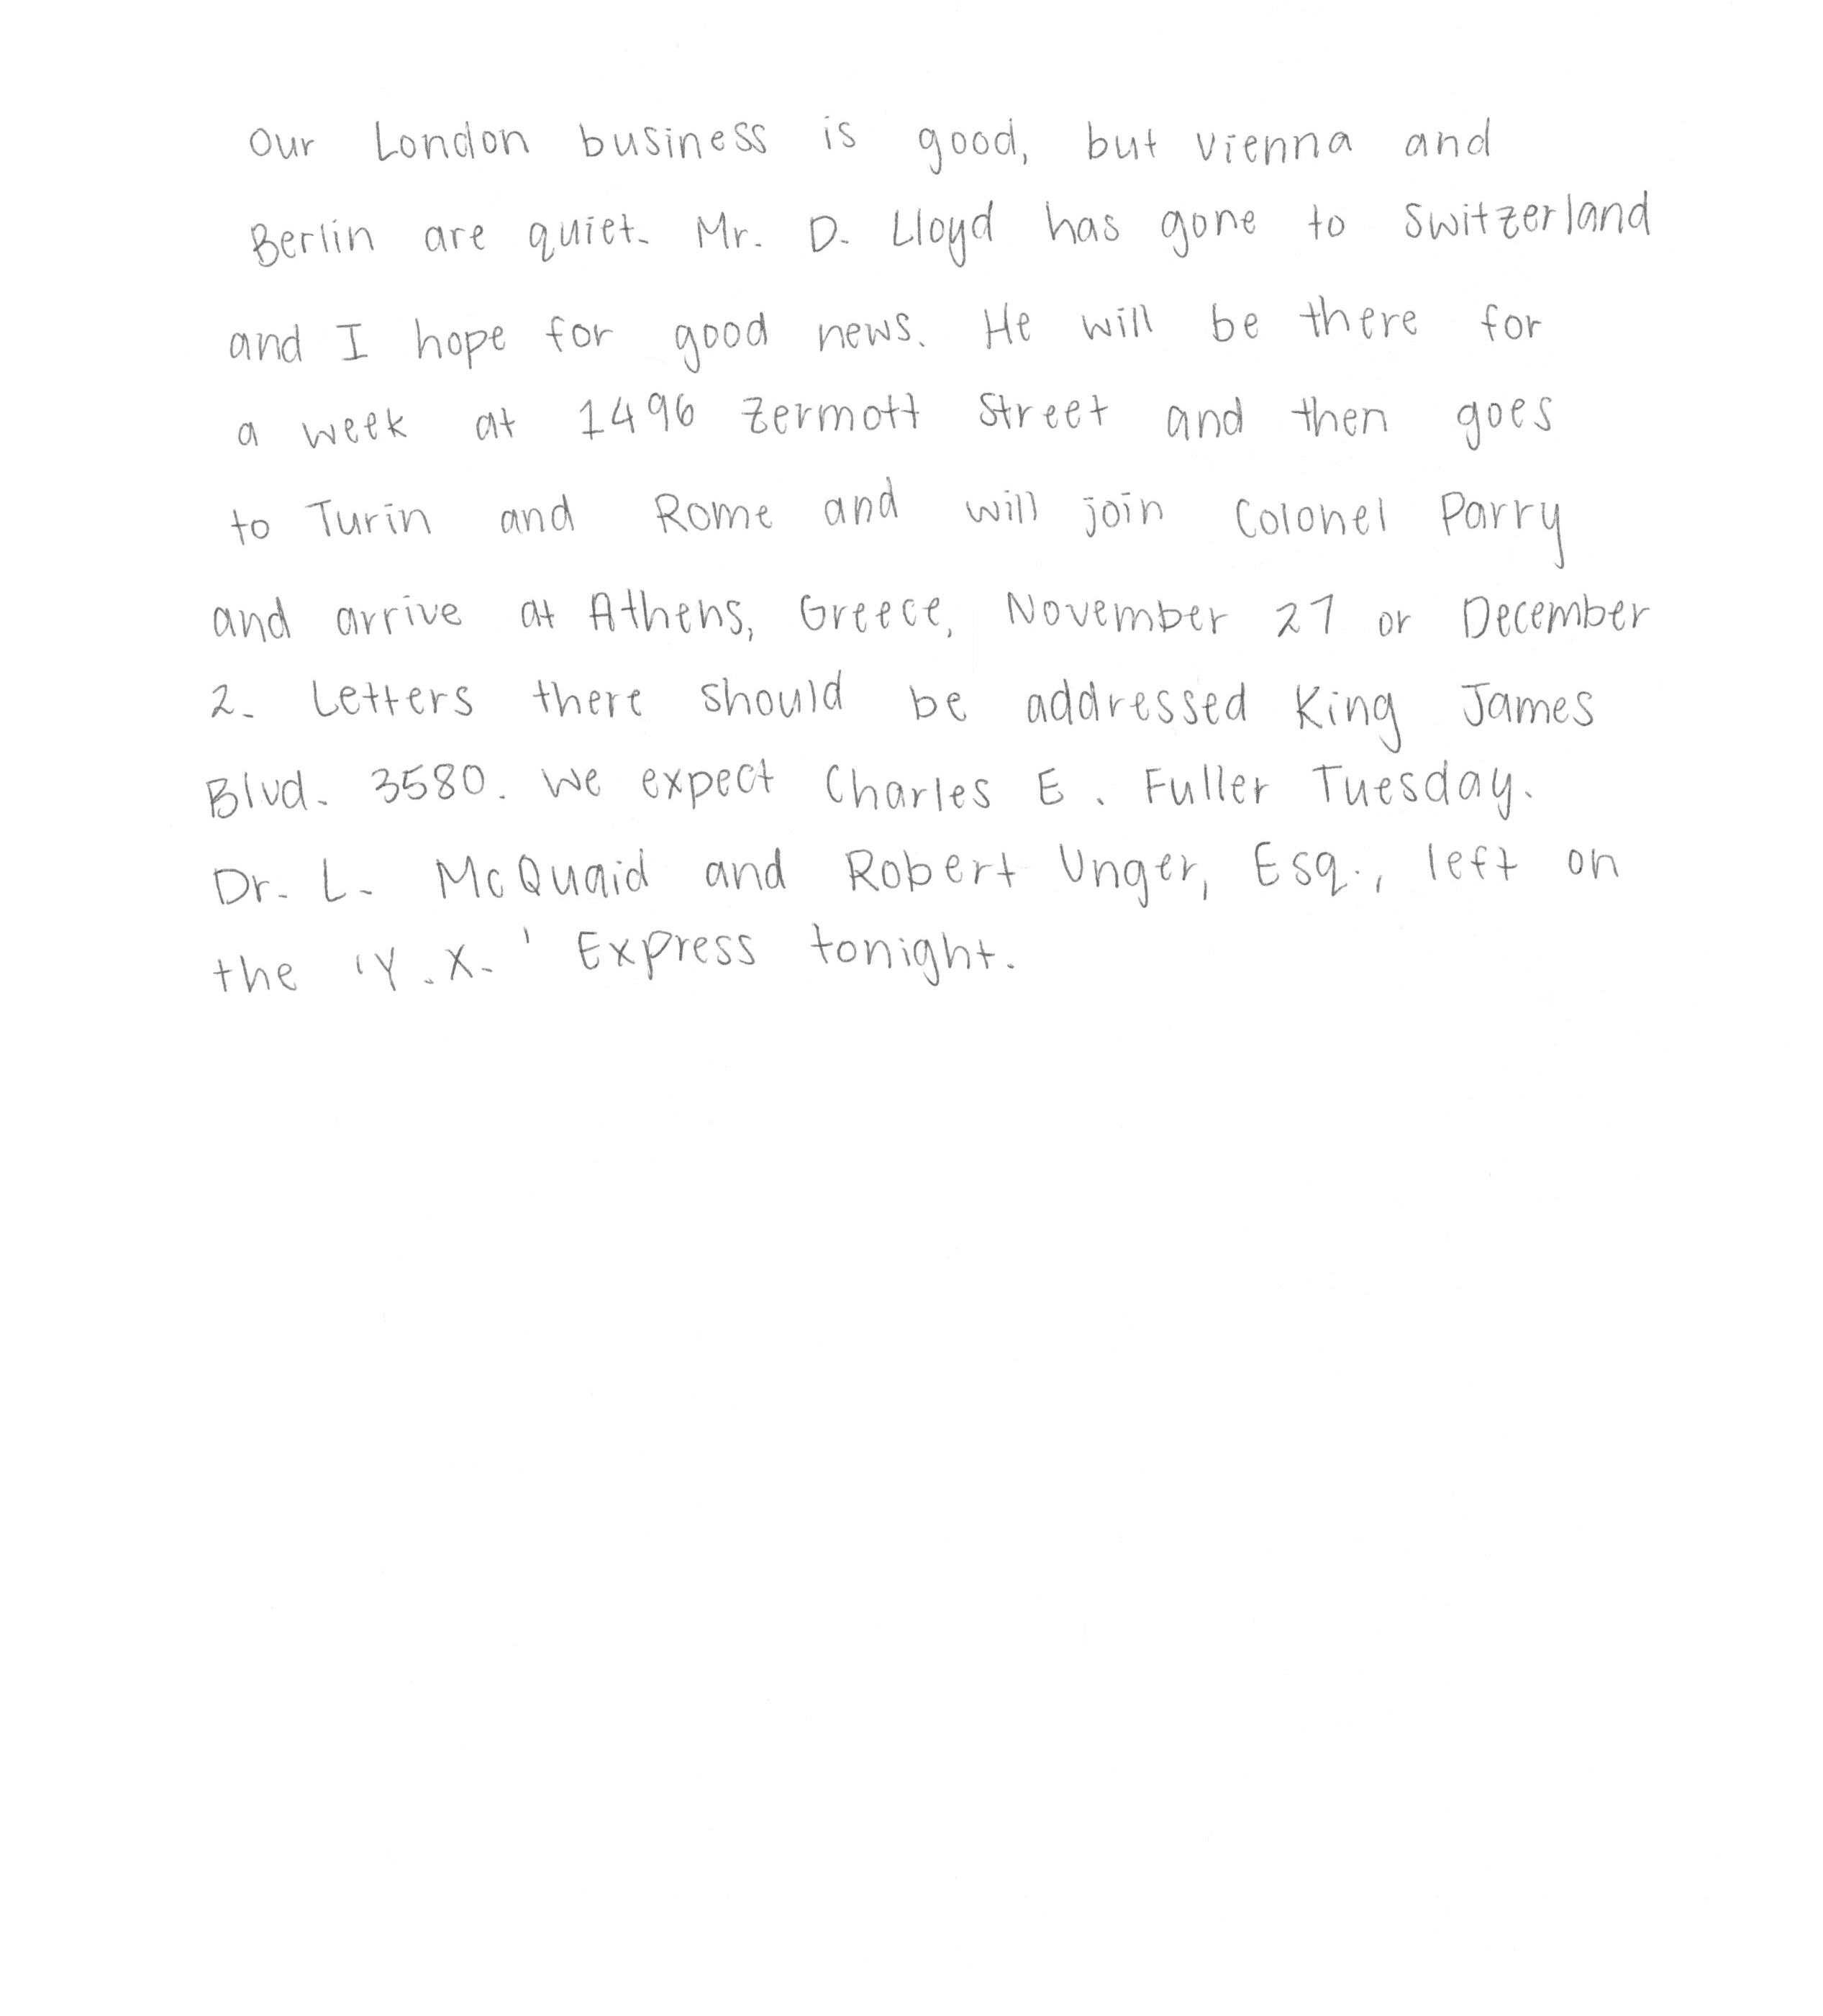 Our London business is good, but Vienna and
Berlin are quiet. Mr. D. Lloyd has gone to Switzerland
and I hope for good news. He will be there for
a week at 1496 Zermott Street and then goes
to Turin and Rome and will join Colonel Parry
and arrive at Athens, Greece, November 27 or December
2. Letters there should be addressed King James
Blvd. 3580. We expect Charles E. Fuller Tuesday.
Dr. L. McQuaid and Robert Unger, Esq., left on
the 'Y.X.' Express tonight.